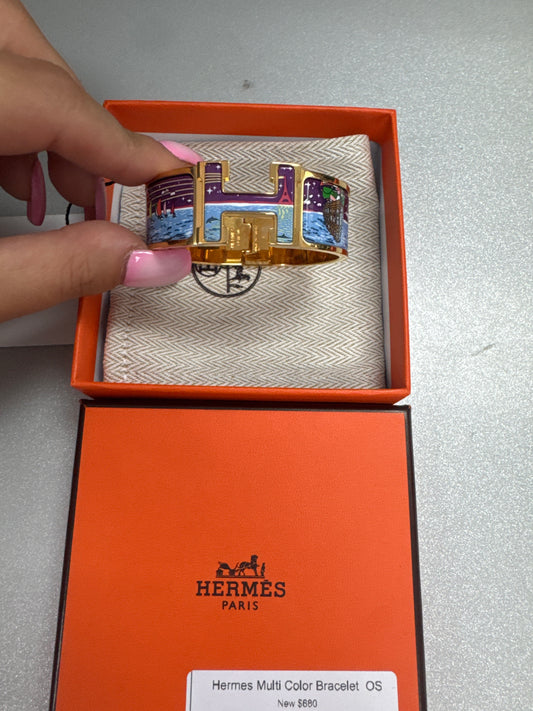 HERMÈS
PARIS
Hermes Multi Color Bracelet OS
New $680